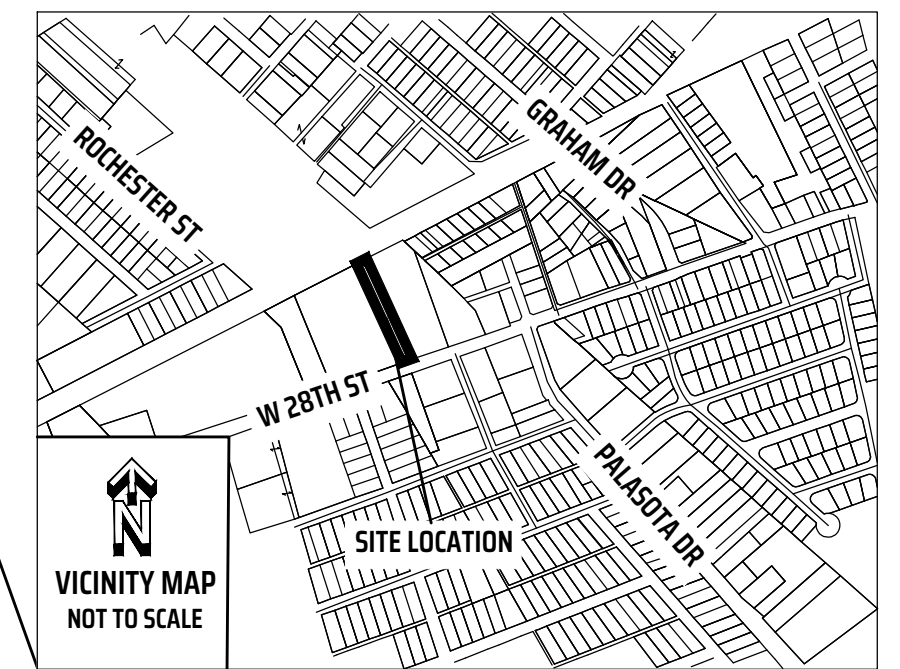 GRAHAM DR
ROCHESTER ST
W 28TH ST
PALASOTA DR
SITE LOCATION
N
VICINITY MAP
NOT TO SCALE